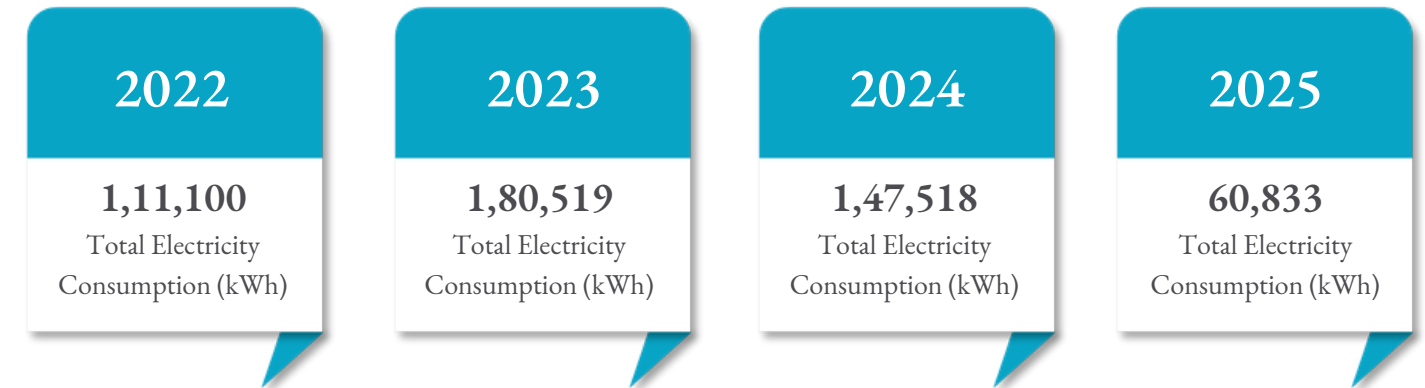 2022
1,11,100
Total Electricity
Consumption (kWh)
2023
1,80,519
Total Electricity
Consumption (kWh)
2024
1,47,518
Total Electricity
Consumption (kWh)
2025
60,833
Total Electricity
Consumption (kWh)